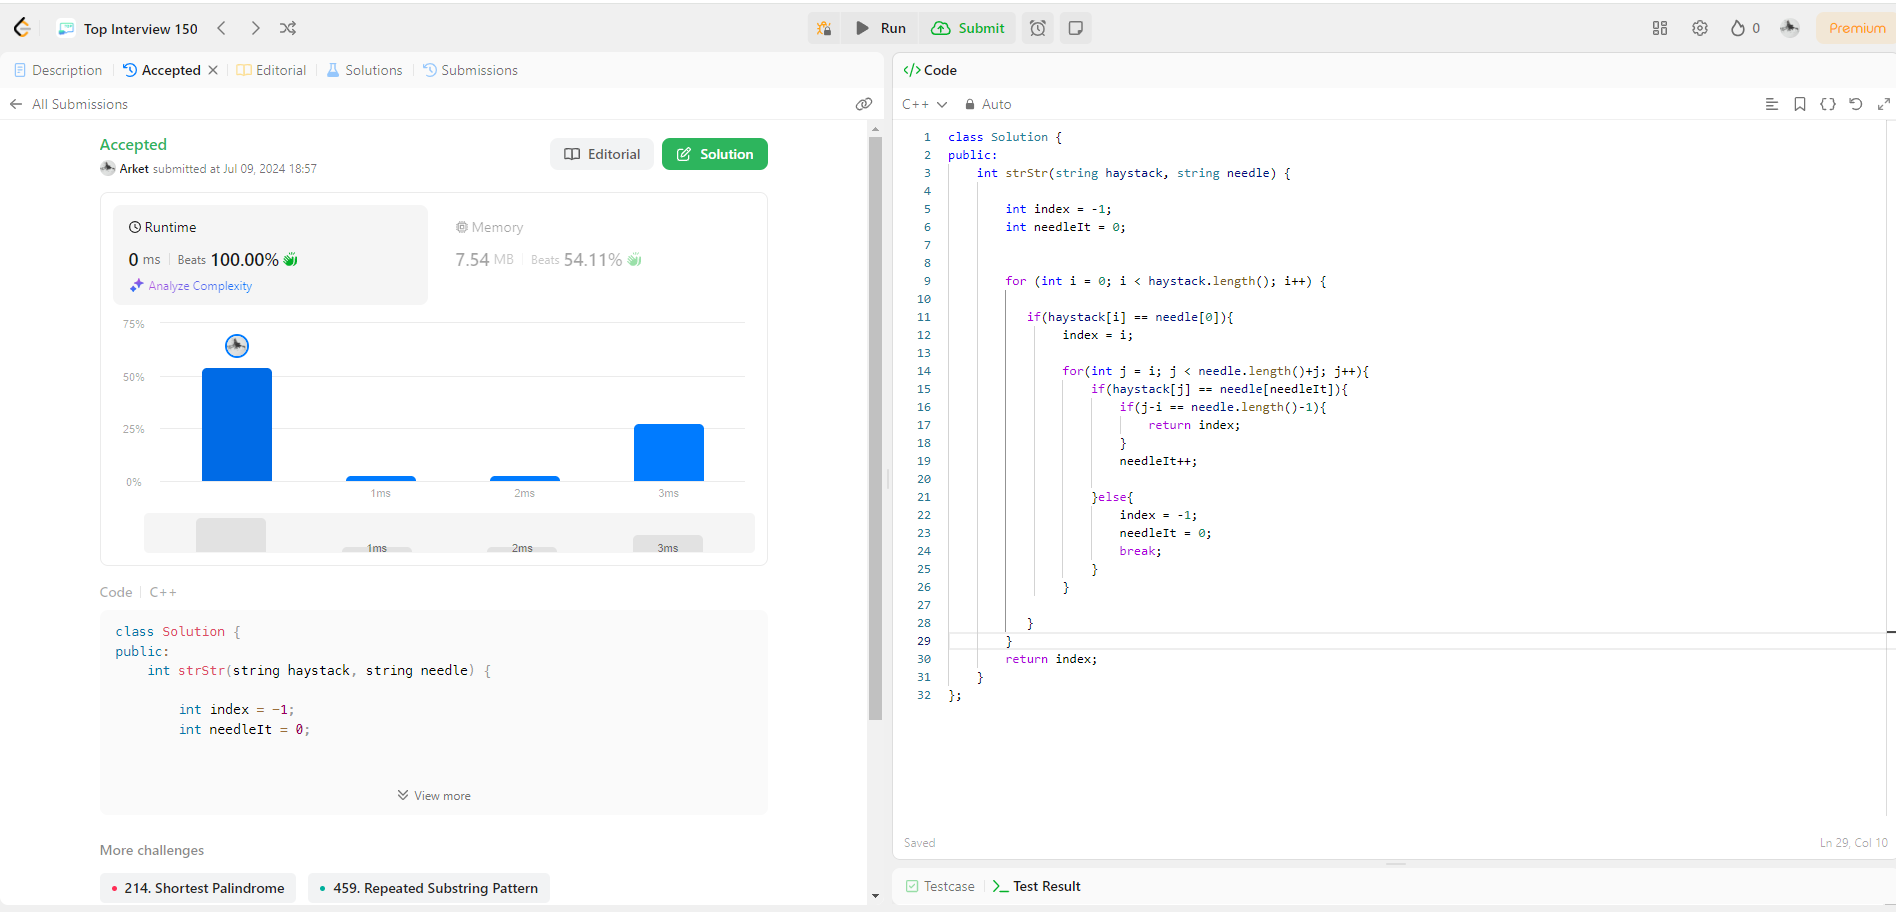 Top Interview 150
Run
Submit
0
Premium
Description
Accepted
Editorial
Solutions
Submissions
All Submissions
Accepted
Arket submitted at Jul 09, 2024 18:57
Editorial
Solution
Runtime
0 ms
Beats 100.00%
Analyze Complexity
Memory
7.54 MB
Beats 54.11%
75%
50%
25%
0%
1ms
2ms
3ms
1ms
2ms
3ms
Code
C++
class Solution {
public:
    int strStr(string haystack, string needle) {
        int index = -1;
        int needleIt = 0;
View more
More challenges
214. Shortest Palindrome
459. Repeated Substring Pattern
</> Code
C++
Auto
1 class Solution {
2 public:
3     int strStr(string haystack, string needle) {
4
5         int index = -1;
6         int needleIt = 0;
7
8
9         for (int i = 0; i < haystack.length(); i++) {
10
11            if(haystack[i] == needle[0]){
12                 index = i;
13
14                 for(int j = i; j < needle.length()+j; j++){
15                     if(haystack[j] == needle[needleIt]){
16                         if(j-i == needle.length()-1){
17                             return index;
18                         }
19                         needleIt++;
20
21                     }else{
22                         index = -1;
23                         needleIt = 0;
24                         break;
25                     }
26                 }
27
28            }
29         }
30         return index;
31     }
32 };
Saved
Ln 29, Col 10
Testcase
Test Result